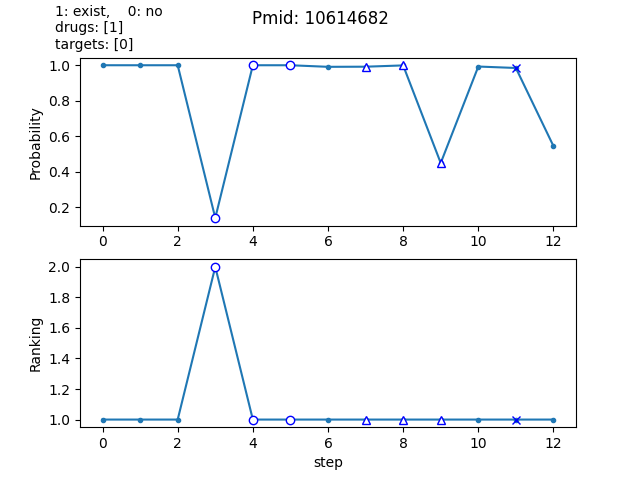 1: exist,    0: no
drugs: [1]
targets: [0]
Pmid: 10614682
Probability
1.0
0.8
0.6
0.4
0.2
0 2 4 6 8 10 12
Ranking
2.0
1.8
1.6
1.4
1.2
1.0
0 2 4 6 8 10 12
step